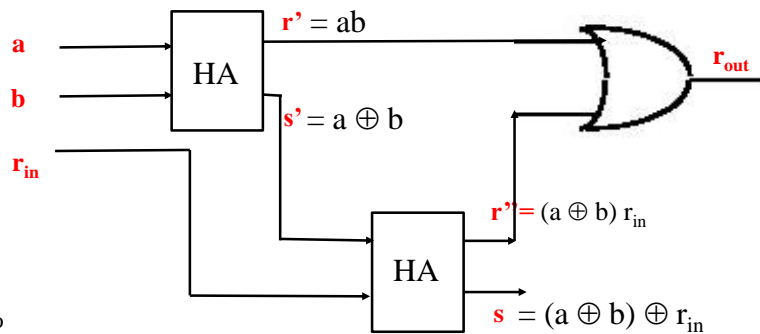 r’ = ab
a
HA
r_out
b
s’ = a ⊕ b
r_in
r”= (a ⊕ b) r_in
HA
s = (a ⊕ b) ⊕ r_in